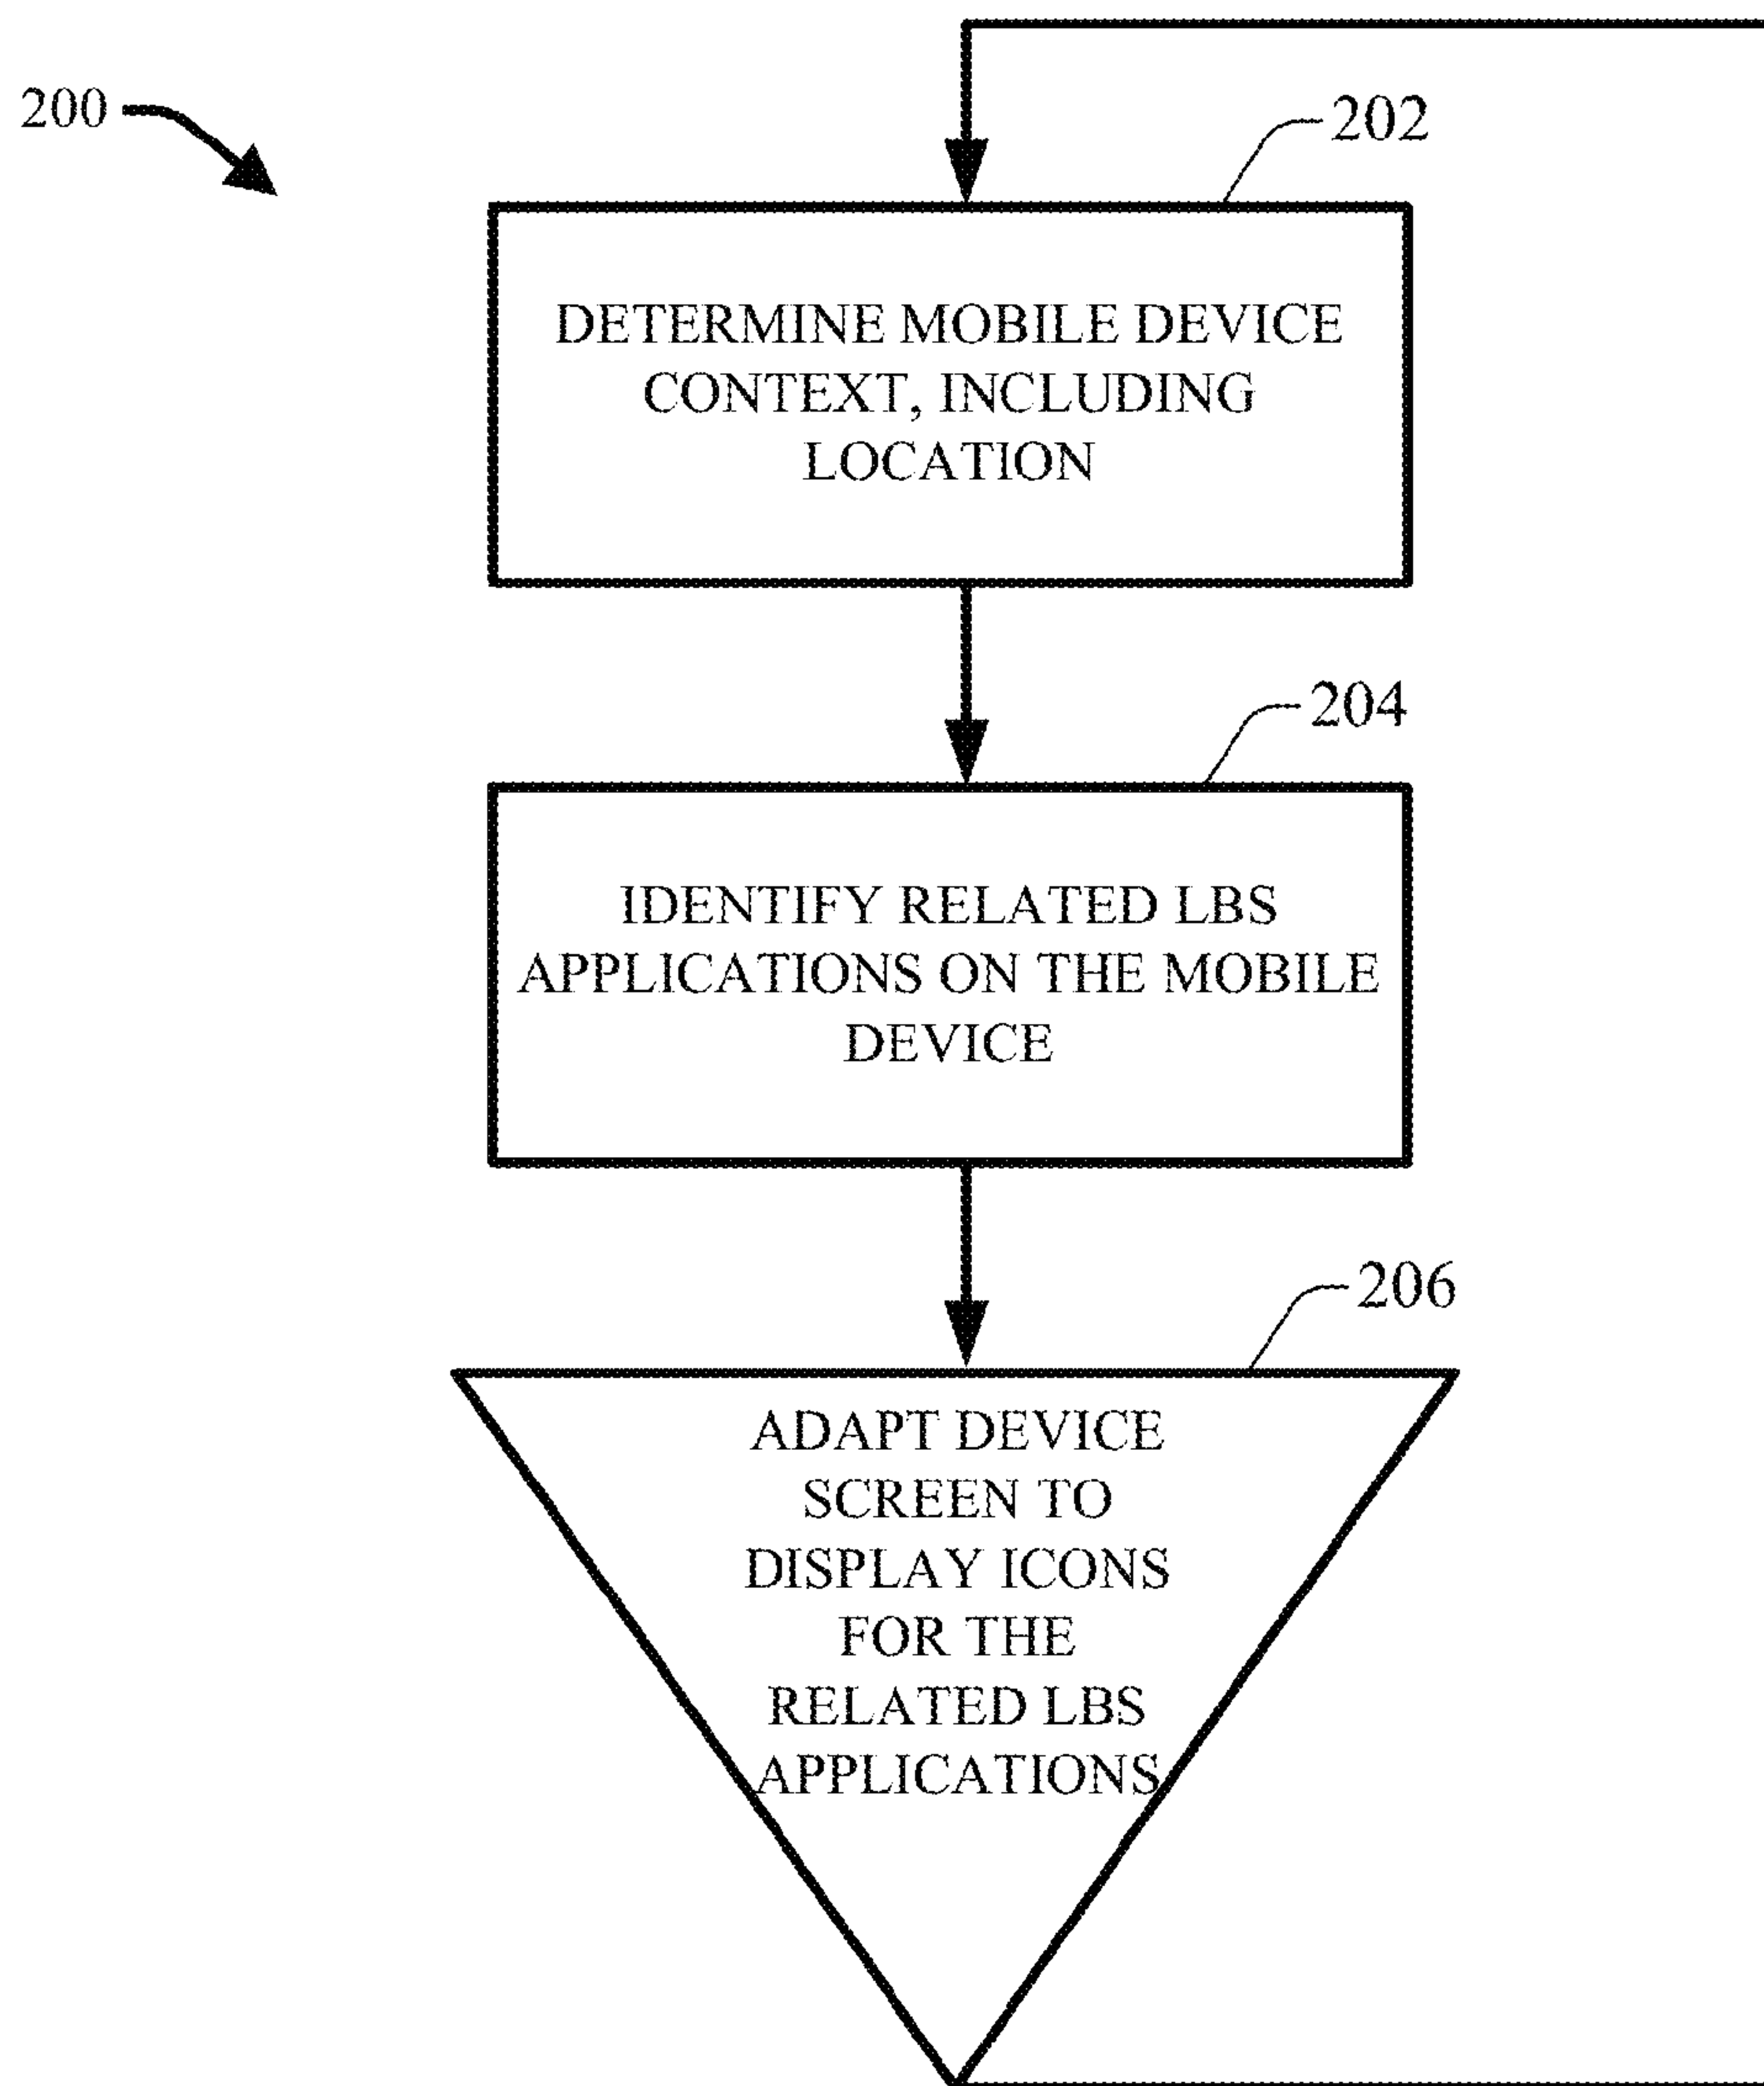 200
202
DETERMINE MOBILE DEVICE
CONTEXT, INCLUDING
LOCATION
204
IDENTIFY RELATED LBS
APPLICATIONS ON THE MOBILE
DEVICE
206
ADAPT DEVICE
SCREEN TO
DISPLAY ICONS
FOR THE
RELATED LBS
APPLICATIONS